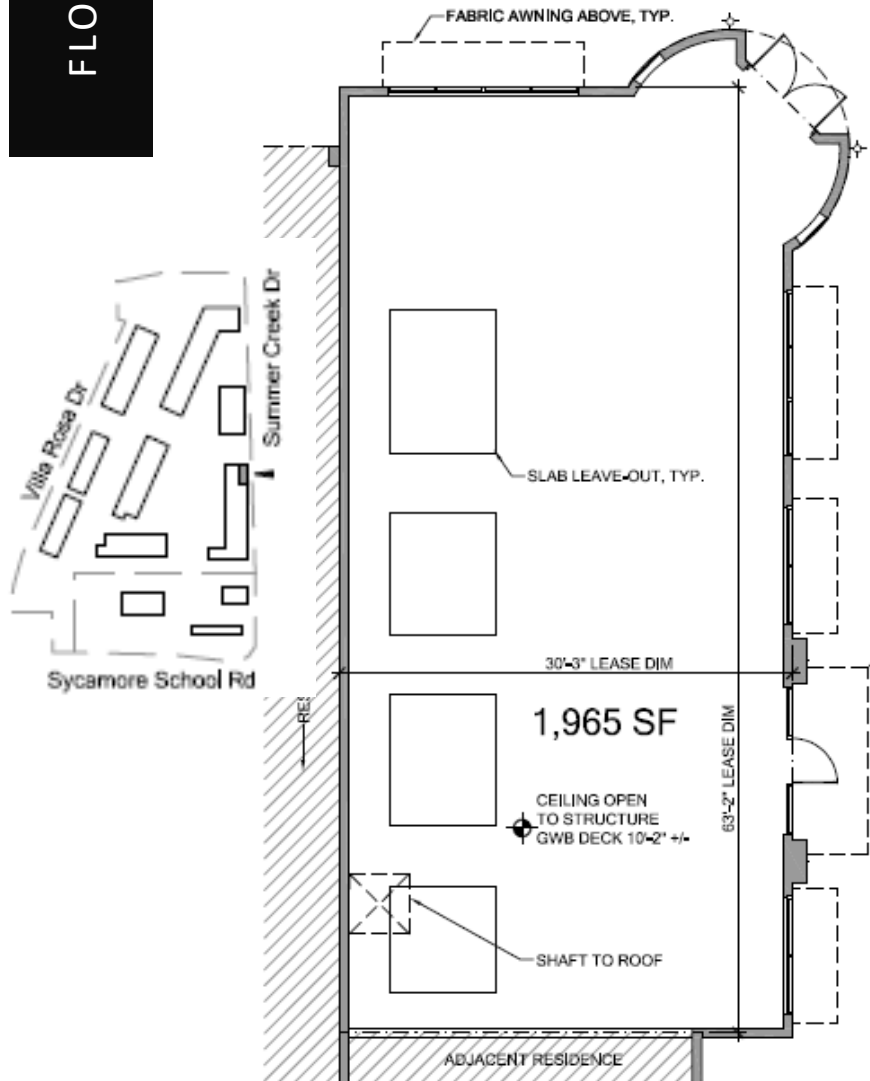 FLO
FABRIC AWNING ABOVE, TYP.
Summer Creek Dr
Villa Rosa Dr
Sycamore School Rd
SLAB LEAVE-OUT, TYP.
30'-3" LEASE DIM
1,965 SF
63'-2" LEASE DIM
CEILING OPEN
TO STRUCTURE
GWB DECK 10'-2" +/-
SHAFT TO ROOF
ADJACENT RESIDENCE